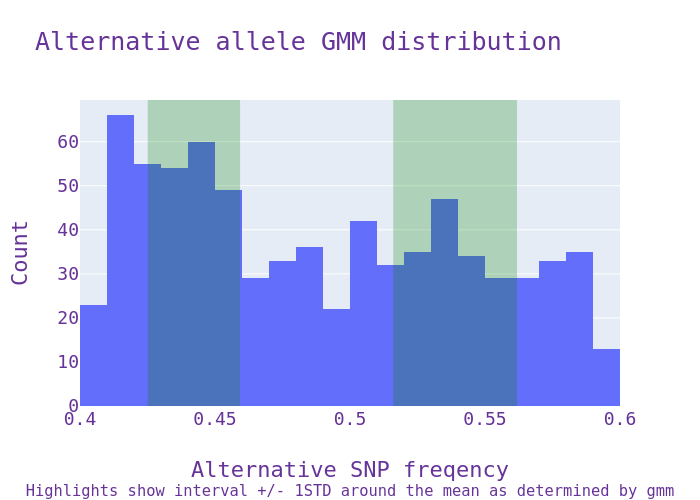 Alternative allele GMM distribution
60
50
40
30
20
10
0
Count
0.4 0.45 0.5 0.55 0.6
Alternative SNP freqency
Highlights show interval +/- 1STD around the mean as determined by gmm